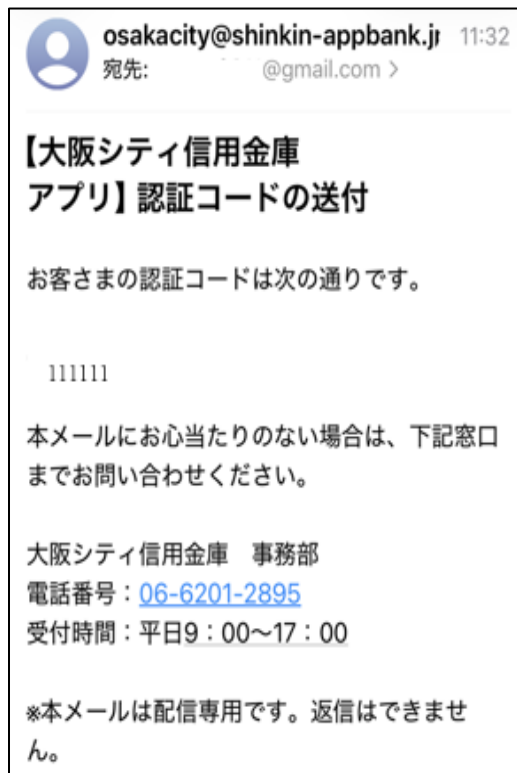 osakacity@shinkin-appbank.jp 11:32
宛先: @gmail.com >
【大阪シティ信用金庫
アプリ】認証コードの送付
お客さまの認証コードは次の通りです。
111111
本メールにお心当たりのない場合は、下記窓口
までお問い合わせください。
大阪シティ信用金庫　事務部
電話番号：06-6201-2895
受付時間：平日9：00～17：00
※本メールは配信専用です。返信はできませ
ん。